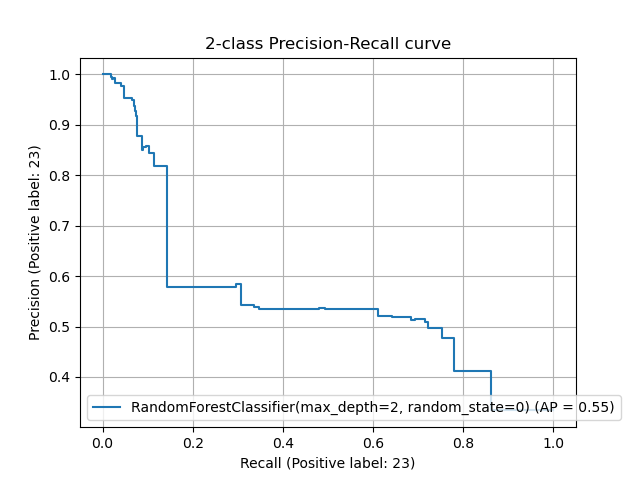 2-class Precision-Recall curve
1.0
0.9
0.8
0.7
0.6
0.5
0.4
Precision (Positive label: 23)
RandomForestClassifier(max_depth=2, random_state=0) (AP = 0.55)
0.0 0.2 0.4 0.6 0.8 1.0
Recall (Positive label: 23)